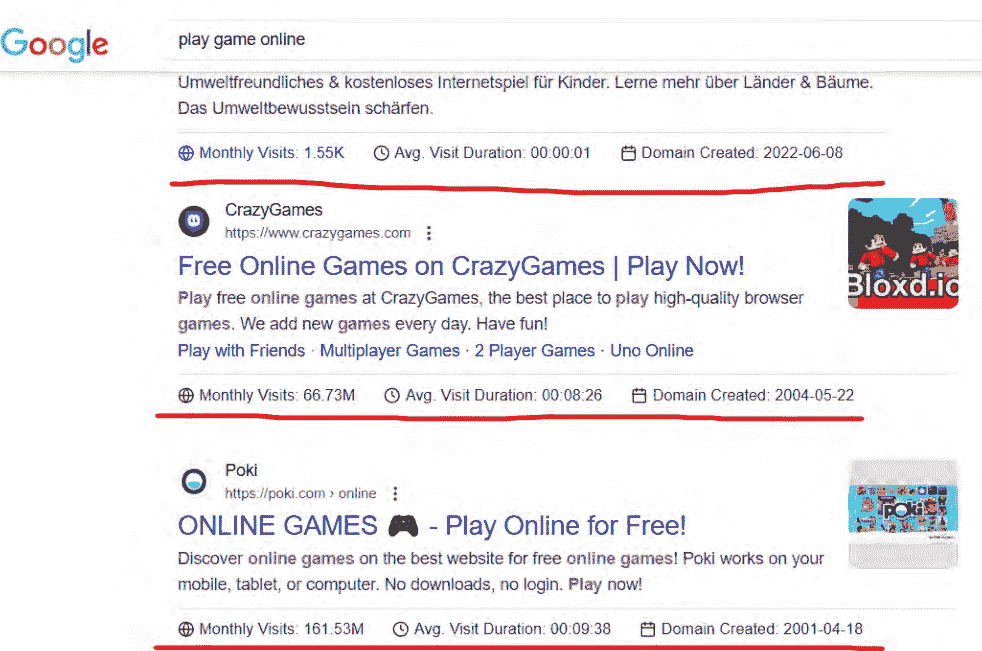 Google
play game online
Umweltfreundliches & kostenloses Internetspiel für Kinder. Lerne mehr über Länder & Bäume.
Das Umweltbewusstsein schärfen.
Monthly Visits: 1.55K Avg. Visit Duration: 00:00:01 Domain Created: 2022-06-08
CrazyGames
https://www.crazygames.com
Free Online Games on CrazyGames | Play Now!
Play free online games at CrazyGames, the best place to play high-quality browser
games. We add new games every day. Have fun!
Play with Friends · Multiplayer Games · 2 Player Games · Uno Online
Bloxd.io
Monthly Visits: 66.73M Avg. Visit Duration: 00:08:26 Domain Created: 2004-05-22
Poki
https://poki.com › online
ONLINE GAMES 🎮 - Play Online for Free!
Discover online games on the best website for free online games! Poki works on your
mobile, tablet, or computer. No downloads, no login. Play now!
POKi
Monthly Visits: 161.53M Avg. Visit Duration: 00:09:38 Domain Created: 2001-04-18